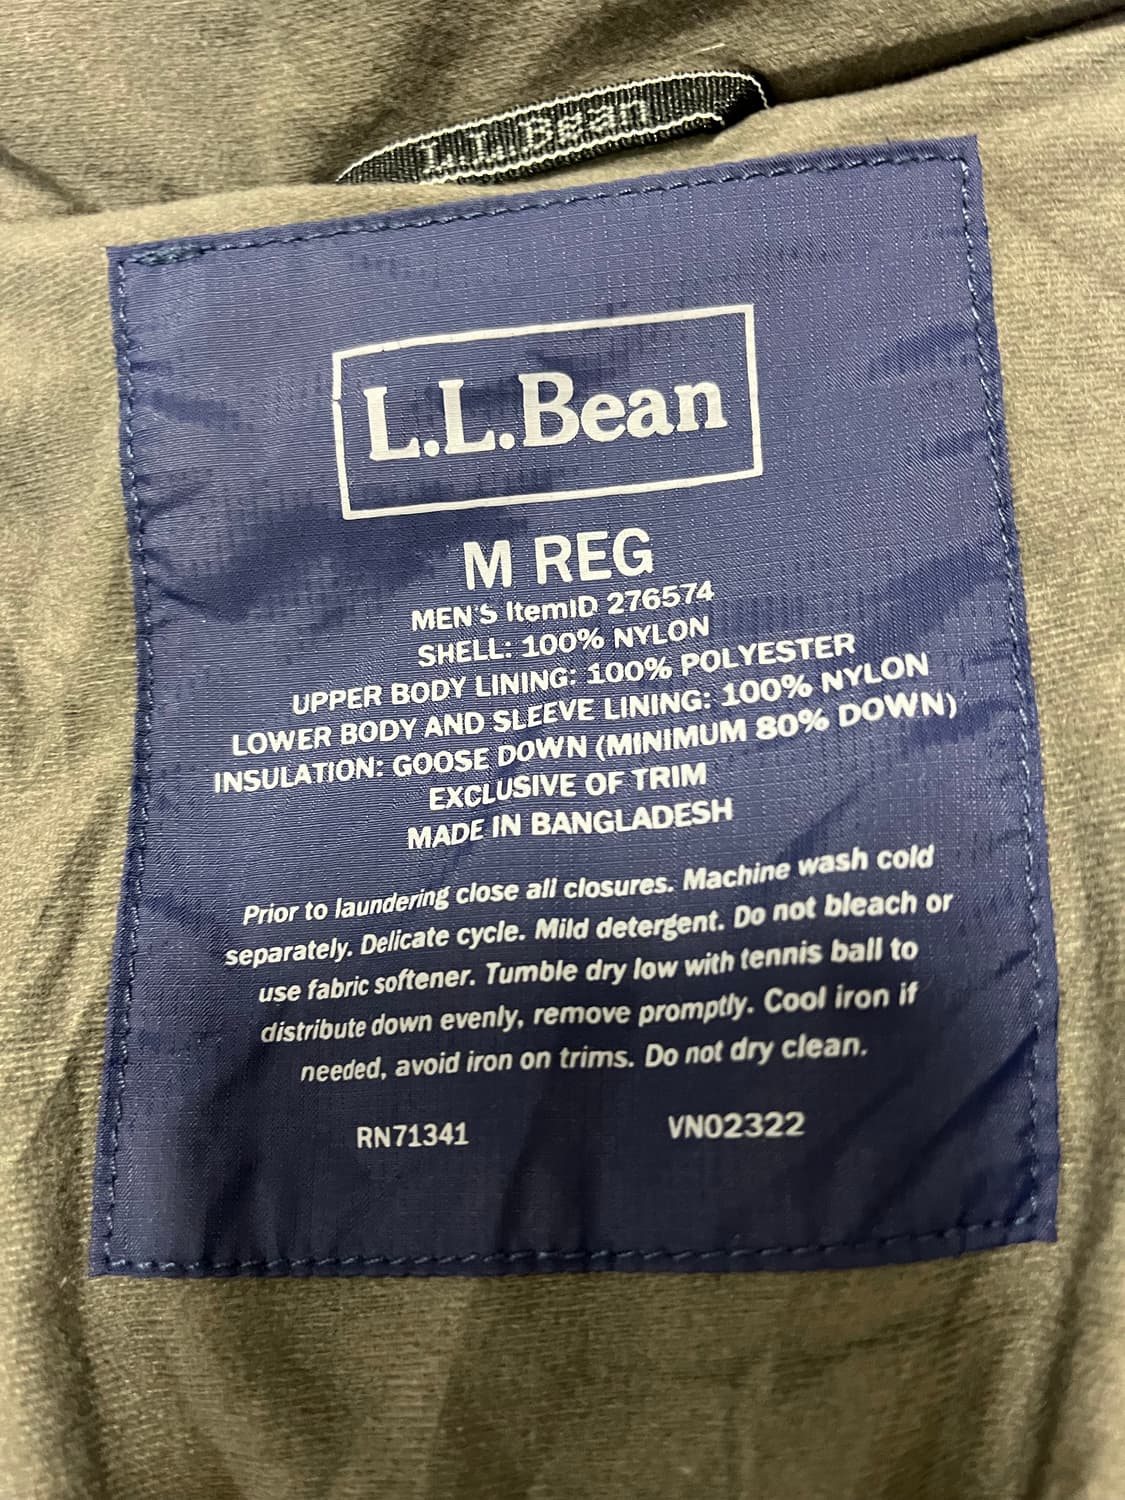 L.L.Bean
L.L.Bean
M REG
MEN'S ItemID 276574
SHELL: 100% NYLON
UPPER BODY LINING: 100% POLYESTER
LOWER BODY AND SLEEVE LINING: 100% NYLON
INSULATION: GOOSE DOWN (MINIMUM 80% DOWN)
EXCLUSIVE OF TRIM
MADE IN BANGLADESH
Prior to laundering close all closures. Machine wash cold
separately. Delicate cycle. Mild detergent. Do not bleach or
use fabric softener. Tumble dry low with tennis ball to
distribute down evenly, remove promptly. Cool iron if
needed, avoid iron on trims. Do not dry clean.
RN71341 VN02322